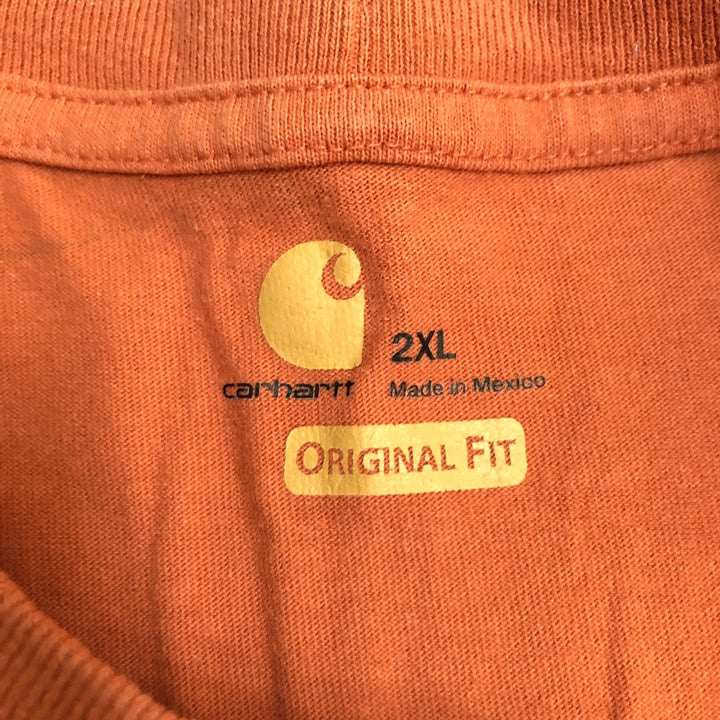 2XL
carhartt
Made in Mexico
ORIGINAL FIT